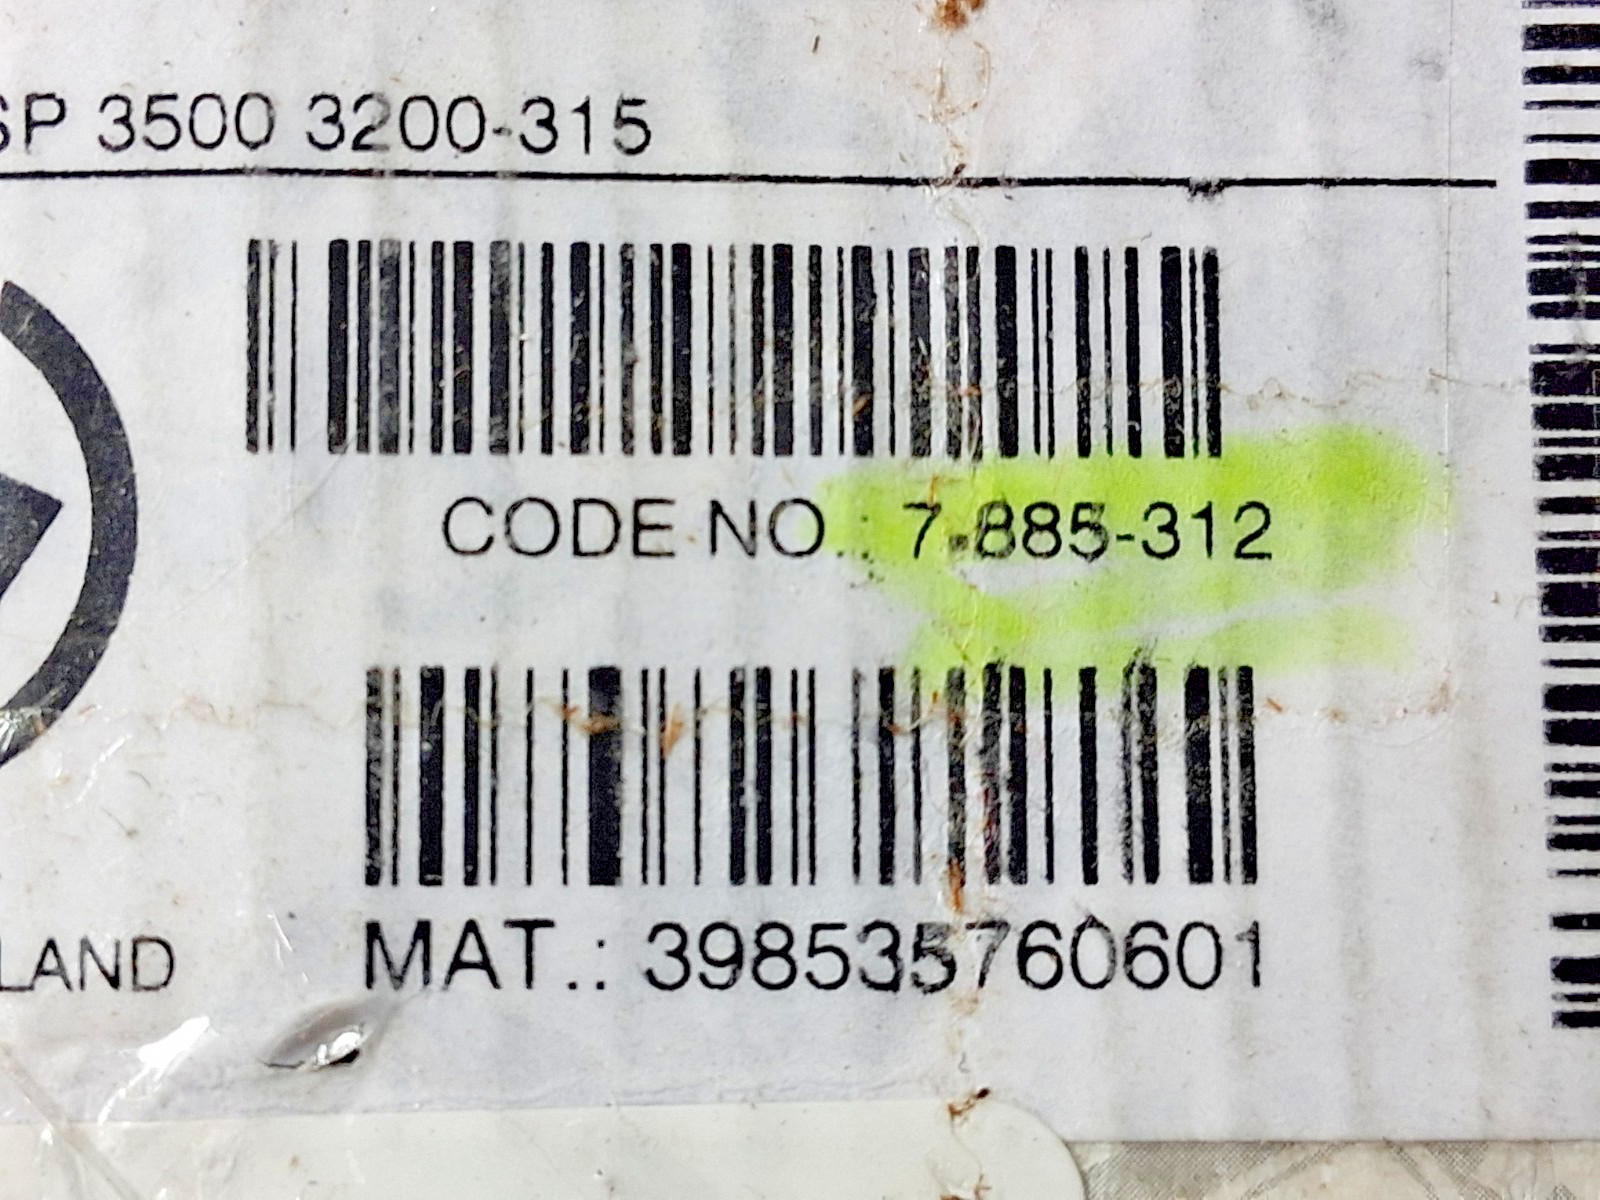 SP 3500 3200-315
CODE NO.: 7-885-312
LAND
MAT.: 398535760601